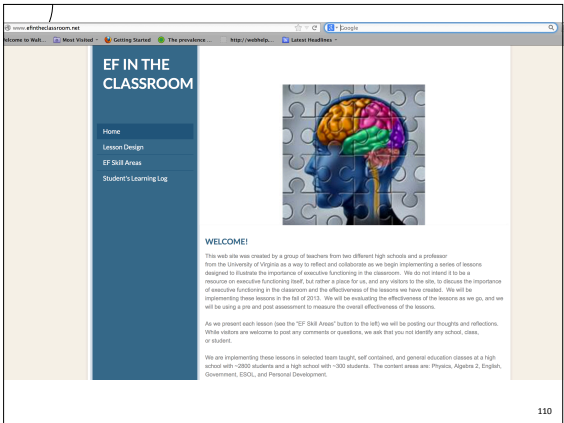 www.efintheclassroom.net
Google
Most Visited
Getting Started
The prevalence ...
http://webhelp....
Latest Headlines
EF IN THE
CLASSROOM
Home
Lesson Design
EF Skill Areas
Student's Learning Log
WELCOME!
This web site was created by a group of teachers from two different high schools and a professor
from the University of Virginia as a way to reflect and collaborate as we begin implementing a series of lessons
designed to illustrate the importance of executive functioning in the classroom. We do not intend it to be a
resource on executive functioning itself, but rather a place for us, and any visitors to the site, to discuss the importance
of executive functioning in the classroom and the effectiveness of the lessons we have created. We will be
implementing these lessons in the fall of 2013. We will be evaluating the effectiveness of the lessons as we go, and we
will be using a pre and post assessment to measure the overall effectiveness of the lessons.
As we present each lesson (see the "EF Skill Areas" button to the left) we will be posting our thoughts and reflections.
While visitors are welcome to post any comments or questions, we ask that you not identify any school, class,
or student.
We are implementing these lessons in selected team taught, self contained, and general education classes at a high
school with ~2800 students and a high school with ~300 students. The content areas are: Physics, Algebra 2, English,
Government, ESOL, and Personal Development.
110